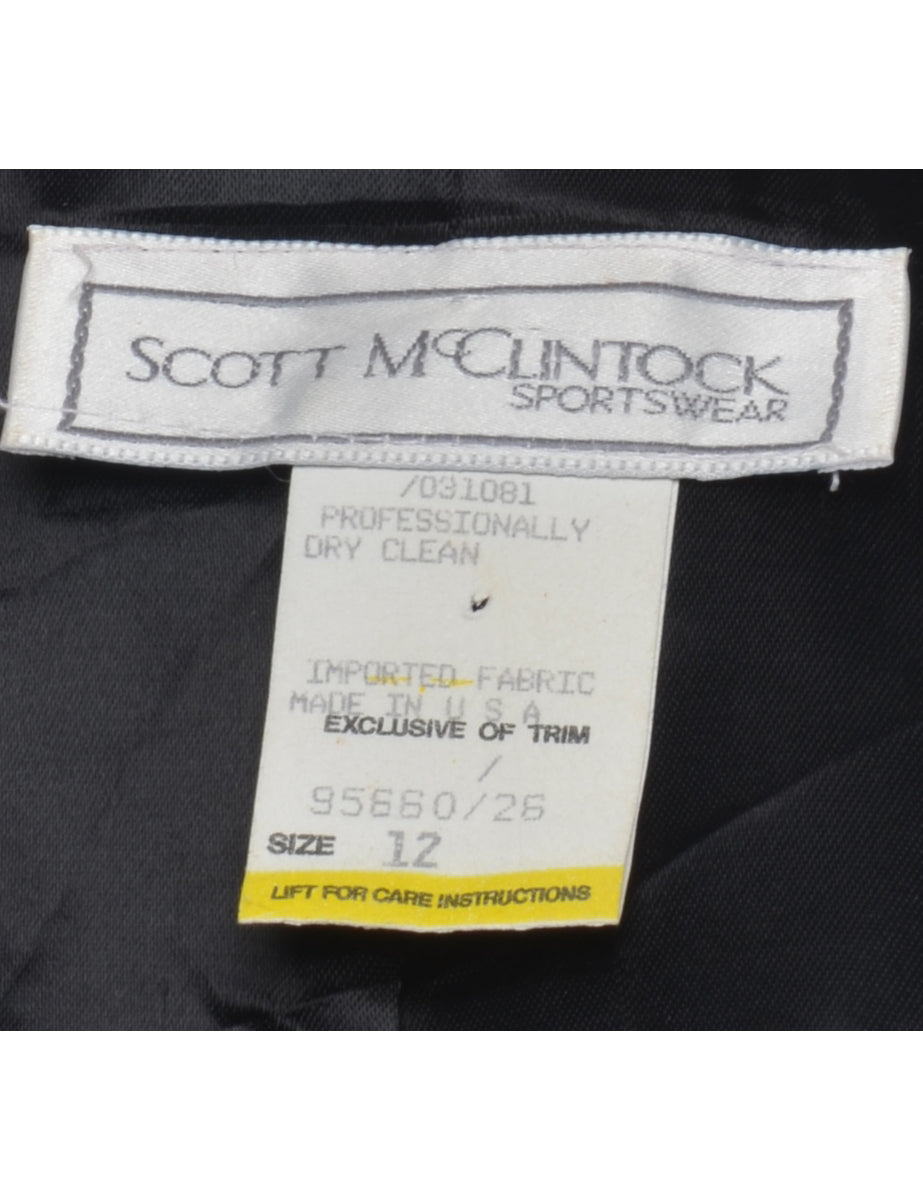 SCOTT McCLINTOCK
SPORTSWEAR
/031081
PROFESSIONALLY
DRY CLEAN
IMPORTED FABRIC
MADE IN U S A
EXCLUSIVE OF TRIM
/
95660/26
SIZE 12
LIFT FOR CARE INSTRUCTIONS